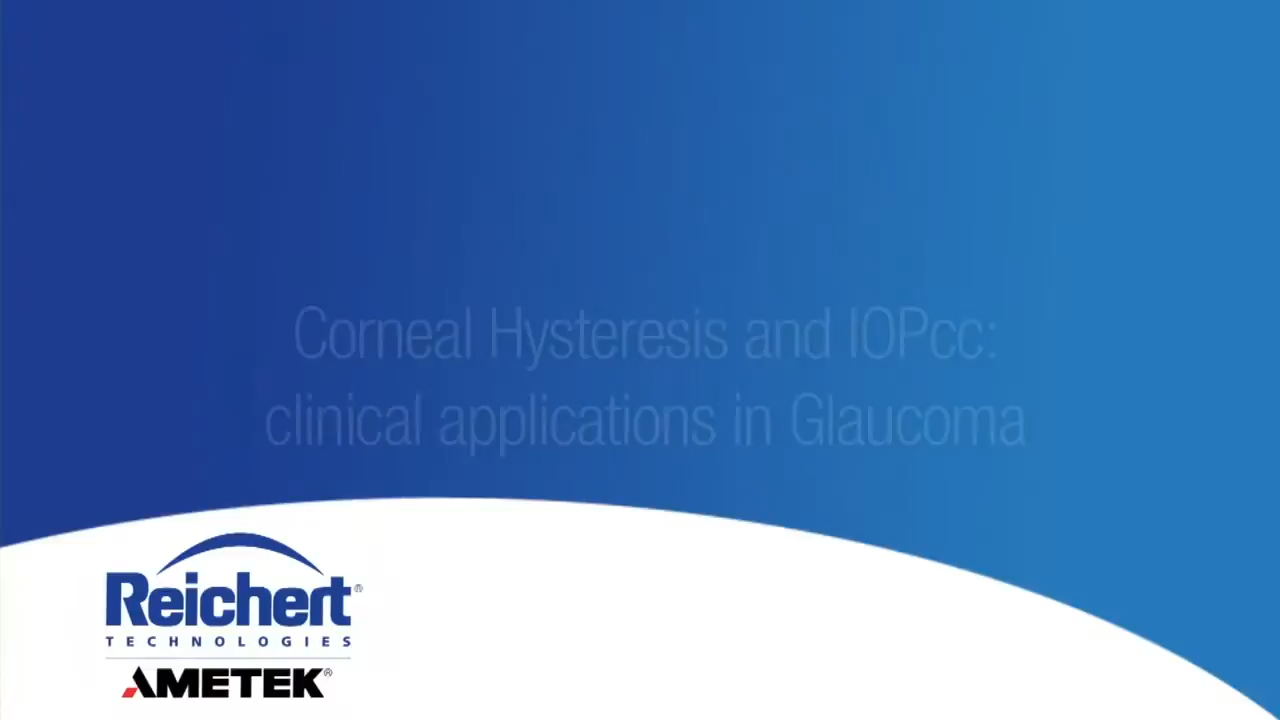 Corneal Hysteresis and IOPcc:
clinical applications in Glaucoma
Reichert®
TECHNOLOGIES
AMETEK®